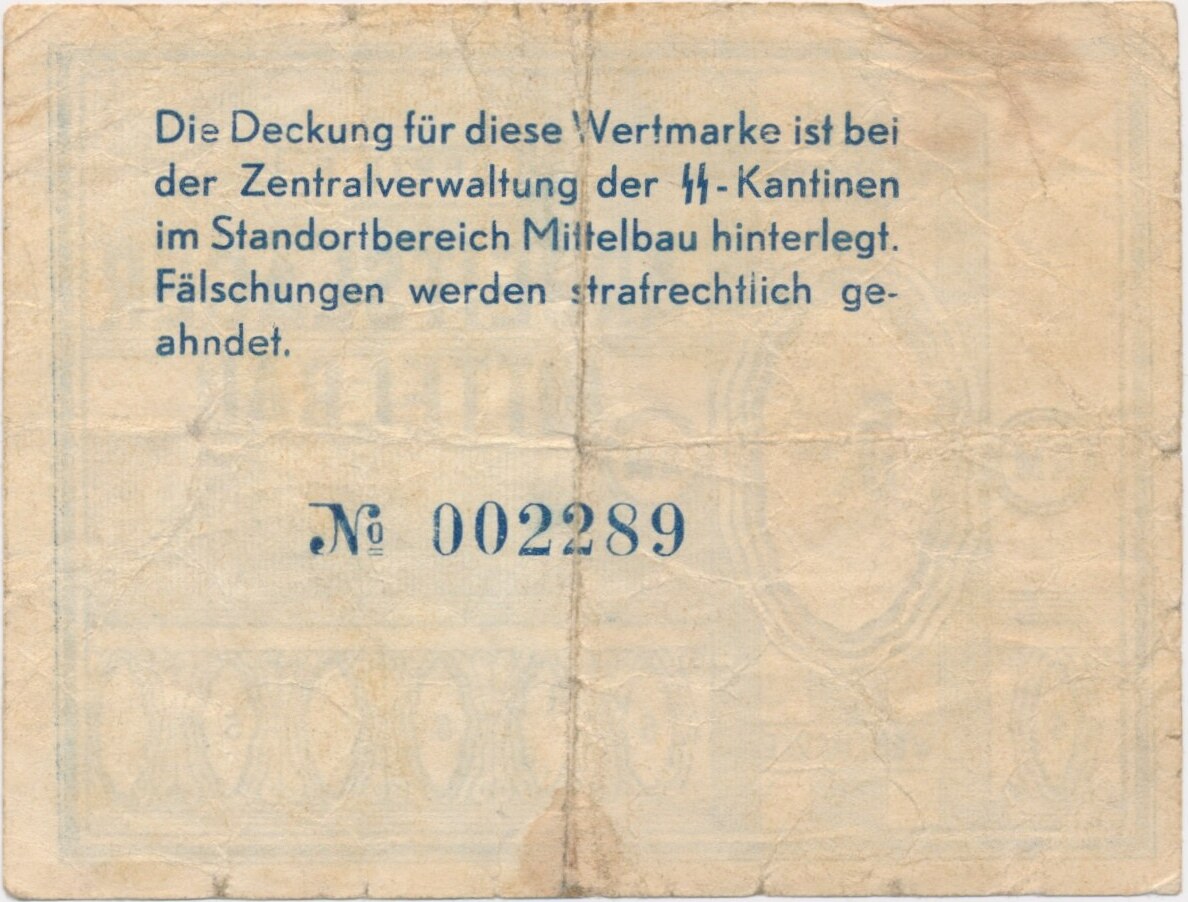 Die Deckung für diese Wertmarke ist bei
der Zentralverwaltung der ᛋᛋ-Kantinen
im Standortbereich Mittelbau hinterlegt.
Fälschungen werden strafrechtlich ge-
ahndet.
№ 002289